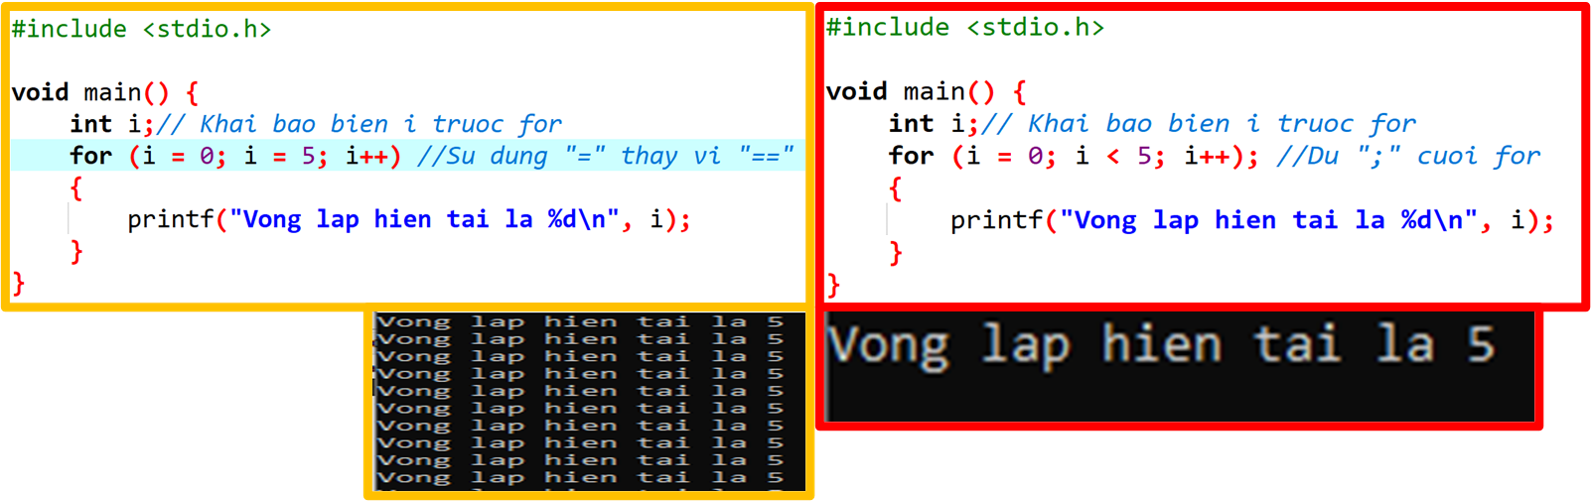 #include <stdio.h>
void main() {
int i;// Khai bao bien i truoc for
for (i = 0; i = 5; i++) //Su dung "=" thay vi "=="
{
printf("Vong lap hien tai la %d\n", i);
}
}
Vong lap hien tai la 5
Vong lap hien tai la 5
Vong lap hien tai la 5
Vong lap hien tai la 5
Vong lap hien tai la 5
Vong lap hien tai la 5
Vong lap hien tai la 5
Vong lap hien tai la 5
Vong lap hien tai la 5
Vong lap hien tai la 5
#include <stdio.h>
void main() {
int i;// Khai bao bien i truoc for
for (i = 0; i < 5; i++); //Du ";" cuoi for
{
printf("Vong lap hien tai la %d\n", i);
}
}
Vong lap hien tai la 5